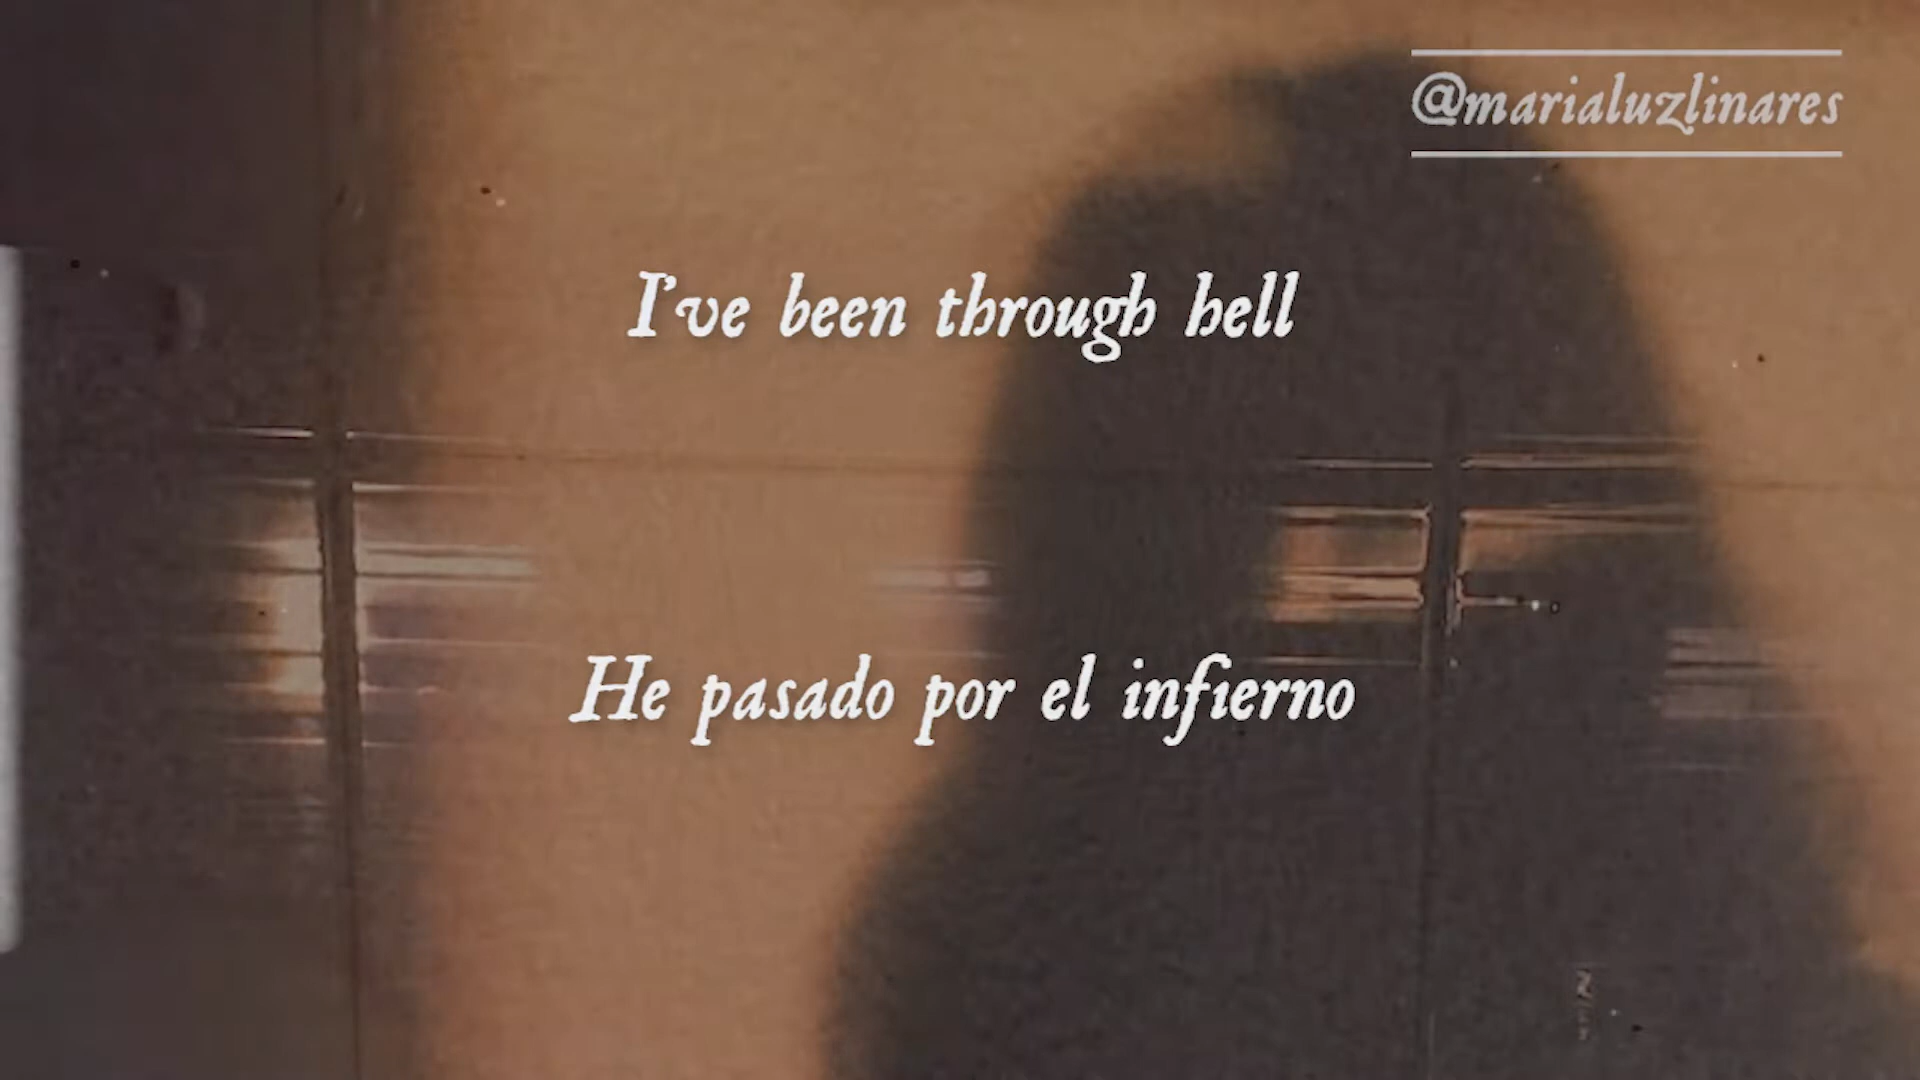 @marialuzlinares
I've been through hell
He pasado por el infierno